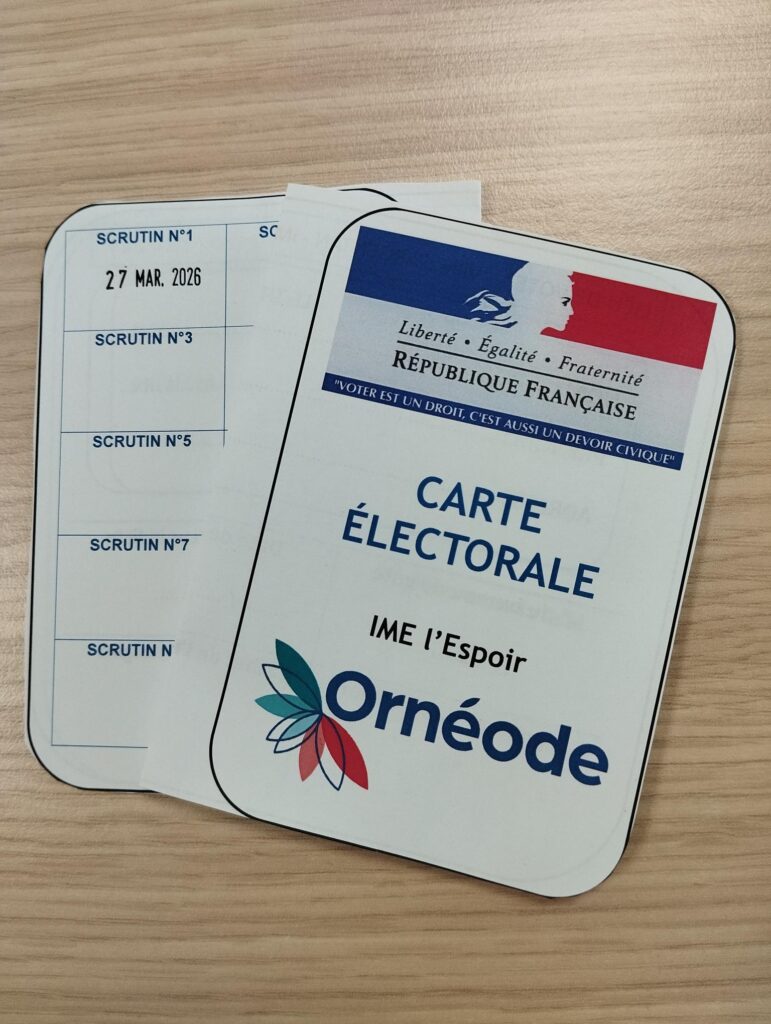 SCRUTIN N°1
27 MAR. 2026
SC
SCRUTIN N°3
SCRUTIN N°5
SCRUTIN N°7
SCRUTIN N
Liberté • Égalité • Fraternité
RÉPUBLIQUE FRANÇAISE
"VOTER EST UN DROIT, C'EST AUSSI UN DEVOIR CIVIQUE"
CARTE
ÉLECTORALE
IME l'Espoir
Ornéode